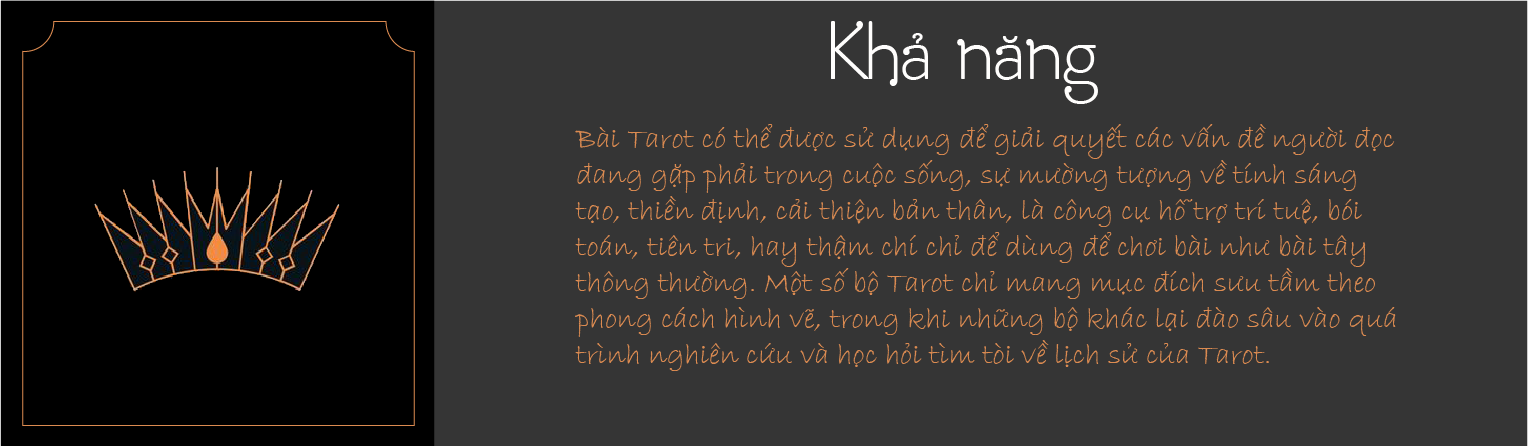 Khả năng
Bài Tarot có thể được sử dụng để giải quyết các vấn đề người đọc
đang gặp phải trong cuộc sống, sự mường tượng về tính sáng
tạo, thiền định, cải thiện bản thân, là công cụ hỗ trợ trí tuệ, bói
toán, tiên tri, hay thậm chí chỉ để dùng để chơi bài như bài tây
thông thường. Một số bộ Tarot chỉ mang mục đích sưu tầm theo
phong cách hình vẽ, trong khi những bộ khác lại đào sâu vào quá
trình nghiên cứu và học hỏi tìm tòi về lịch sử của Tarot.